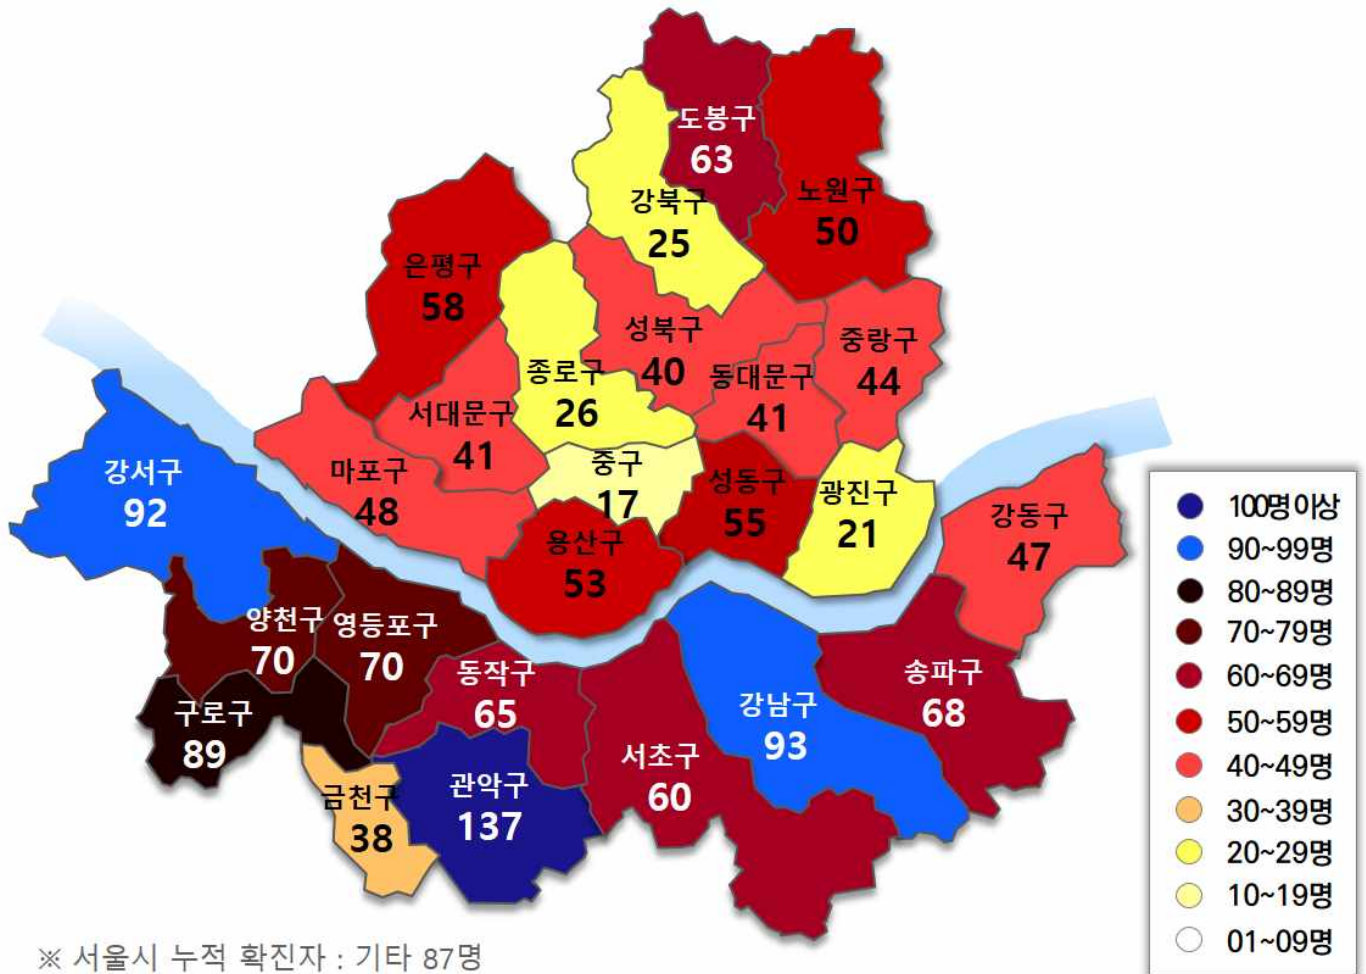 도봉구
63
노원구
50
강북구
25
은평구
58
성북구
40
중랑구
44
종로구
26
동대문구
41
서대문구
41
마포구
48
중구
17
성동구
55
광진구
21
강서구
92
강동구
47
용산구
53
양천구
70
영등포구
70
동작구
65
송파구
68
강남구
93
구로구
89
서초구
60
관악구
137
금천구
38
100명 이상
90~99명
80~89명
70~79명
60~69명
50~59명
40~49명
30~39명
20~29명
10~19명
01~09명
※ 서울시 누적 확진자 : 기타 87명